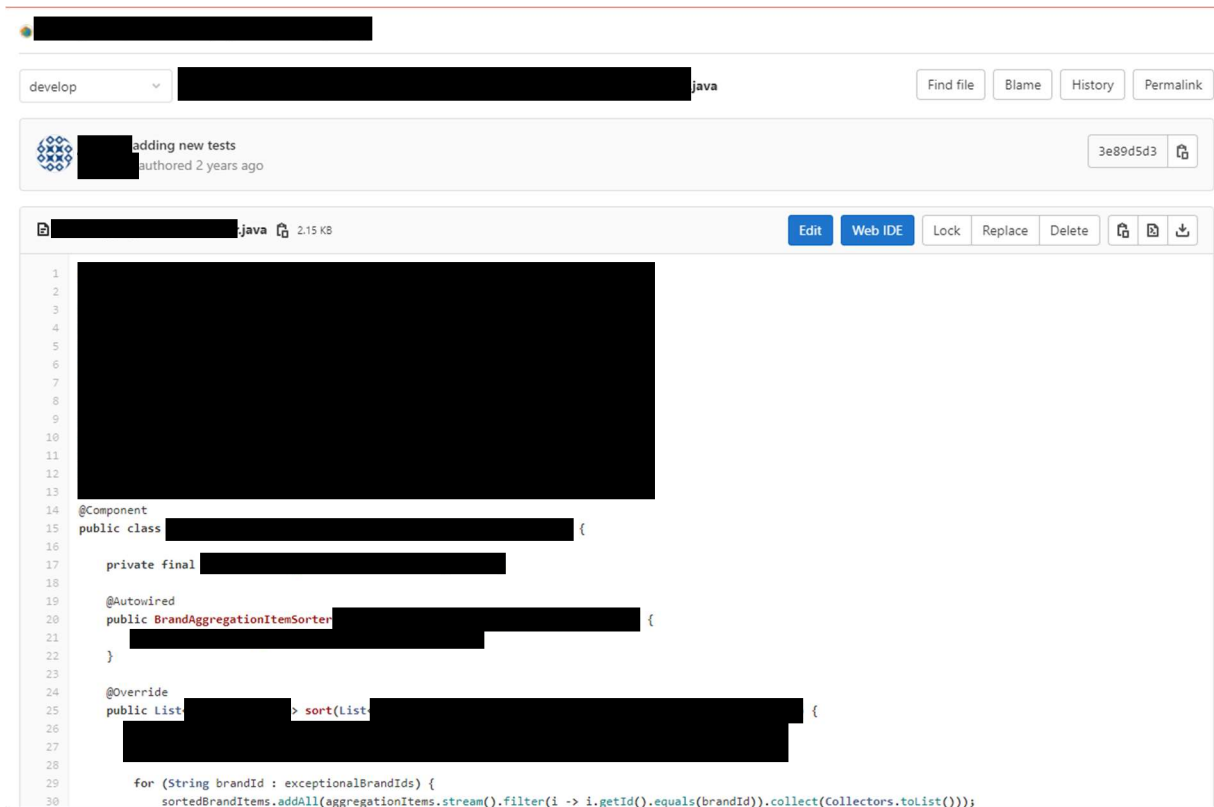 develop java Find file Blame History Permalink
adding new tests
authored 2 years ago
3e89d5d3
.java 2.15 KB Edit Web IDE Lock Replace Delete
1
2
3
4
5
6
7
8
9
10
11
12
13
14 @Component
15 public class {
16
17 private final
18
19 @Autowired
20 public BrandAggregationItemSorter {
21
22 }
23
24 @Override
25 public List > sort(List {
26
27
28
29 for (String brandId : exceptionalBrandIds) {
30 sortedBrandItems.addAll(aggregationItems.stream().filter(i -> i.getId().equals(brandId)).collect(Collectors.toList()));